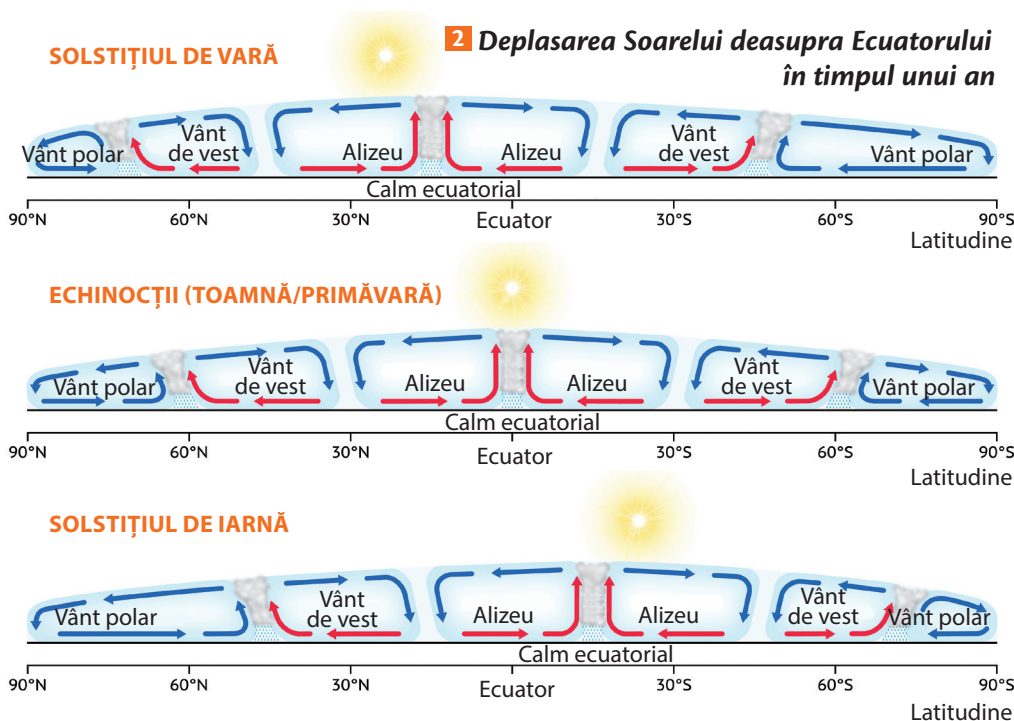 2 Deplasarea Soarelui deasupra Ecuatorului
în timpul unui an
SOLSTIȚIUL DE VARĂ
Vânt polar
Vânt
de vest
Alizeu
Alizeu
Vânt
de vest
Vânt polar
Calm ecuatorial
90°N 60°N 30°N Ecuator 30°S 60°S 90°S
Latitudine
ECHINOCȚII (TOAMNĂ/PRIMĂVARĂ)
Vânt polar
Vânt
de vest
Alizeu
Alizeu
Vânt
de vest
Vânt polar
Calm ecuatorial
90°N 60°N 30°N Ecuator 30°S 60°S 90°S
Latitudine
SOLSTIȚIUL DE IARNĂ
Vânt polar
Vânt
de vest
Alizeu
Alizeu
Vânt
de vest
Vânt polar
Calm ecuatorial
90°N 60°N 30°N Ecuator 30°S 60°S 90°S
Latitudine